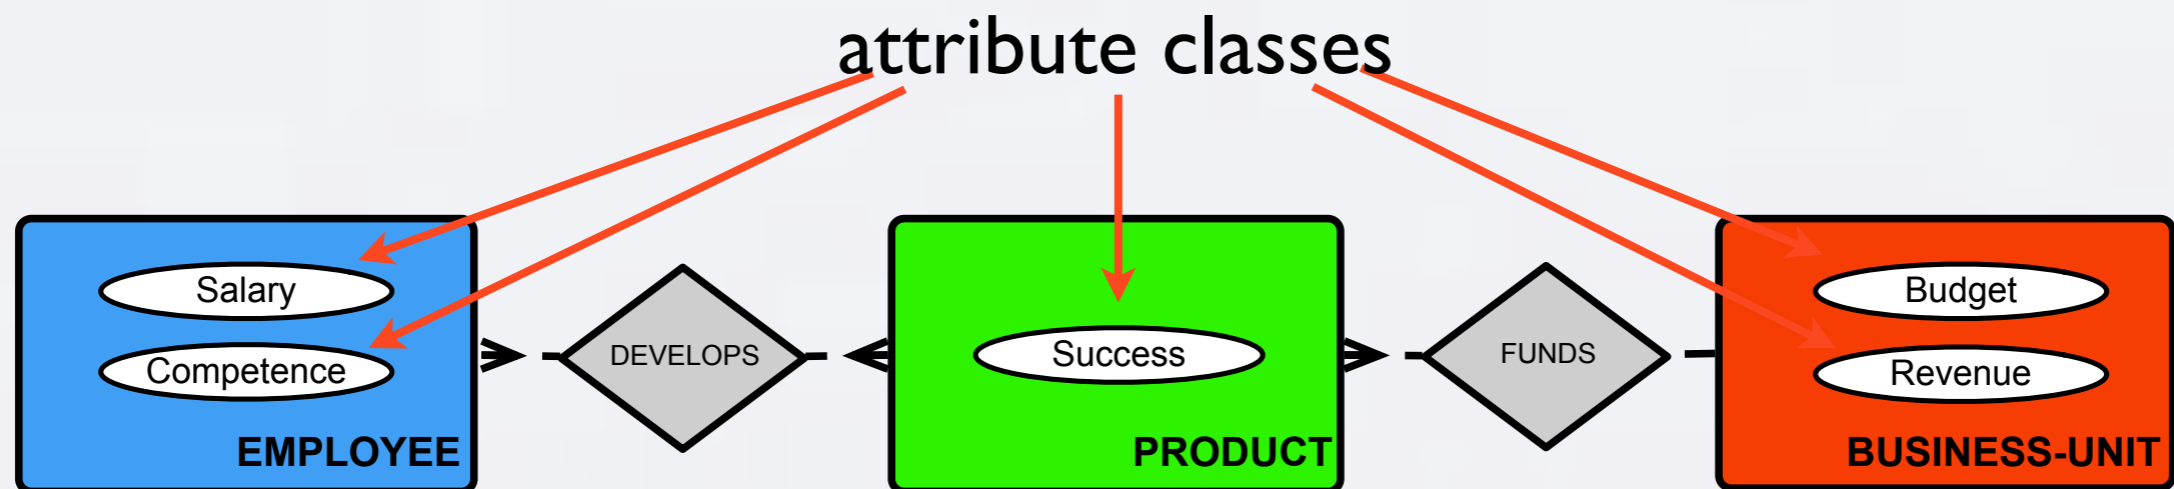 attribute classes
Salary
Competence
EMPLOYEE
DEVELOPS
Success
PRODUCT
FUNDS
Budget
Revenue
BUSINESS-UNIT